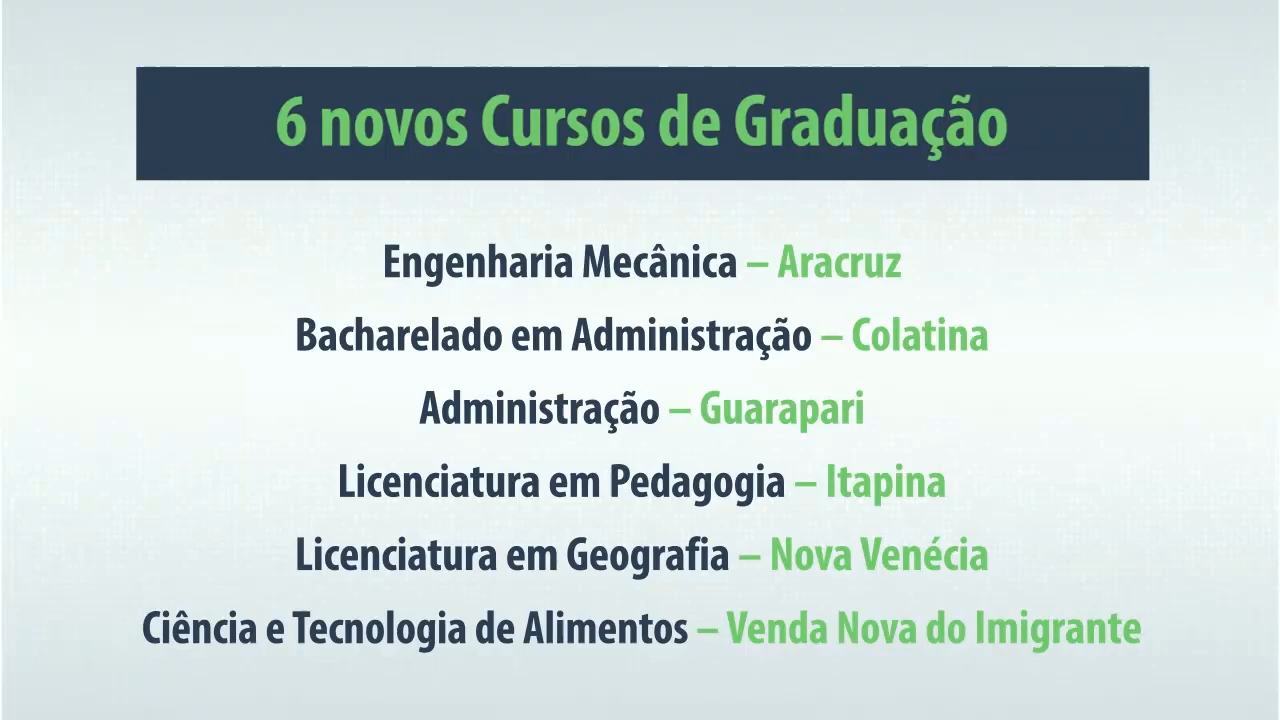 6 novos Cursos de Graduação
Engenharia Mecânica – Aracruz
Bacharelado em Administração – Colatina
Administração – Guarapari
Licenciatura em Pedagogia – Itapina
Licenciatura em Geografia – Nova Venécia
Ciência e Tecnologia de Alimentos – Venda Nova do Imigrante